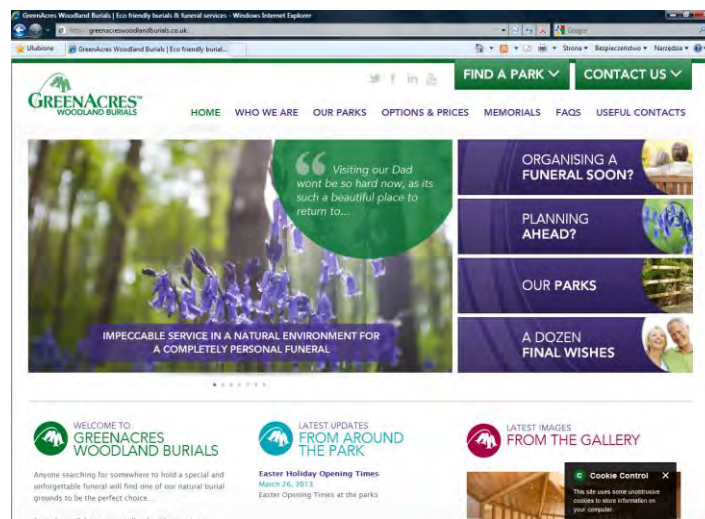 GreenAcres Woodland Burials | Eco friendly burials & funeral services - Windows Internet Explorer
http://greenacreswoodlandburials.co.uk
Google
Ulubione
GreenAcres Woodland Burials | Eco friendly burial...
Strona
Bezpieczeństwo
Narzędzia
FIND A PARK
CONTACT US
GREENACRES™
WOODLAND BURIALS
HOME
WHO WE ARE
OUR PARKS
OPTIONS & PRICES
MEMORIALS
FAQS
USEFUL CONTACTS
Visiting our Dad
wont be so hard now, as its
such a beautiful place to
return to...
IMPECCABLE SERVICE IN A NATURAL ENVIRONMENT FOR
A COMPLETELY PERSONAL FUNERAL
ORGANISING A
FUNERAL SOON?
PLANNING
AHEAD?
OUR PARKS
A DOZEN
FINAL WISHES
WELCOME TO
GREENACRES
WOODLAND BURIALS
Anyone searching for somewhere to hold a special and
unforgettable funeral will find one of our natural burial
grounds to be the perfect choice...
LATEST UPDATES
FROM AROUND
THE PARK
Easter Holiday Opening Times
March 26, 2013
Easter Opening Times at the parks
LATEST IMAGES
FROM THE GALLERY
Cookie Control X
This site uses some unobtrusive
cookies to store information on
your computer.